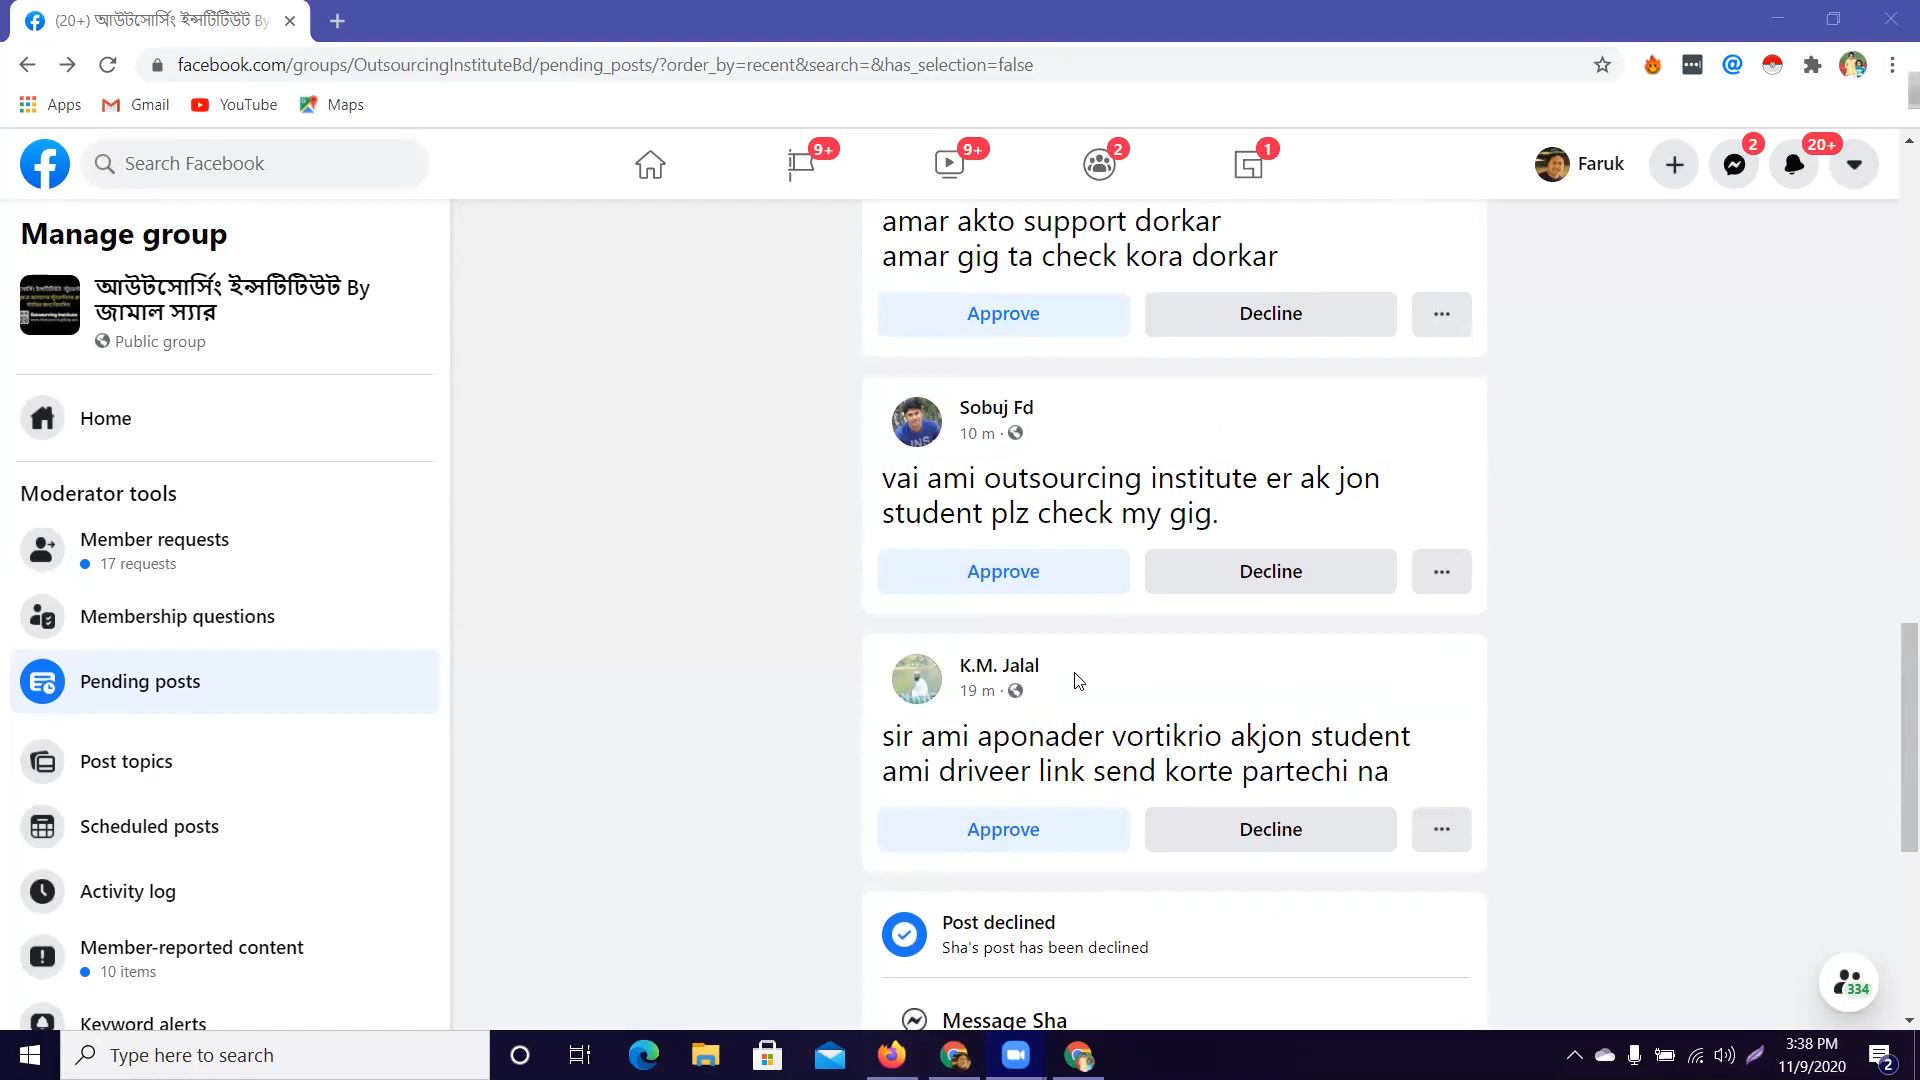 (20+) আউটসোর্সিং ইন্সটিটিউট By
facebook.com/groups/OutsourcingInstituteBd/pending_posts/?order_by=recent&search=&has_selection=false
Apps Gmail YouTube Maps
Search Facebook
9+ 9+ 2 1
Faruk
2 20+
Manage group
আউটসোর্সিং ইন্সটিটিউট By
জামাল স্যার
Public group
Home
Moderator tools
Member requests
17 requests
Membership questions
Pending posts
Post topics
Scheduled posts
Activity log
Member-reported content
10 items
Keyword alerts
amar akto support dorkar
amar gig ta check kora dorkar
Approve Decline
Sobuj Fd
10 m ·
vai ami outsourcing institute er ak jon
student plz check my gig.
Approve Decline
K.M. Jalal
19 m ·
sir ami aponader vortikrio akjon student
ami driveer link send korte partechi na
Approve Decline
Post declined
Sha's post has been declined
Message Sha
334
Type here to search
3:38 PM
11/9/2020
2